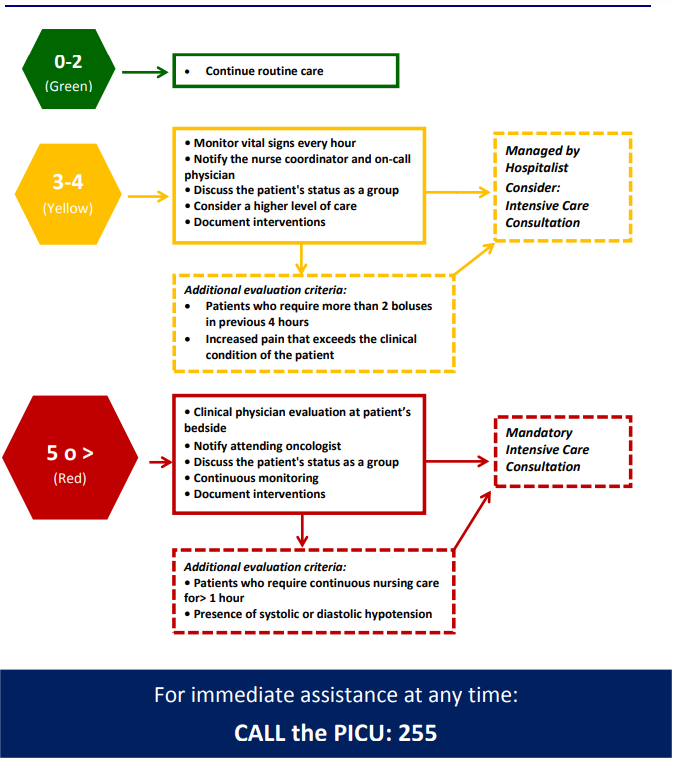 0-2
(Green)
• Continue routine care
3-4
(Yellow)
• Monitor vital signs every hour
• Notify the nurse coordinator and on-call
physician
• Discuss the patient's status as a group
• Consider a higher level of care
• Document interventions
Managed by
Hospitalist
Consider:
Intensive Care
Consultation
Additional evaluation criteria:
• Patients who require more than 2 boluses
in previous 4 hours
• Increased pain that exceeds the clinical
condition of the patient
5 o >
(Red)
• Clinical physician evaluation at patient’s
bedside
• Notify attending oncologist
• Discuss the patient's status as a group
• Continuous monitoring
• Document interventions
Mandatory
Intensive Care
Consultation
Additional evaluation criteria:
• Patients who require continuous nursing care
for> 1 hour
• Presence of systolic or diastolic hypotension
For immediate assistance at any time:
CALL the PICU: 255